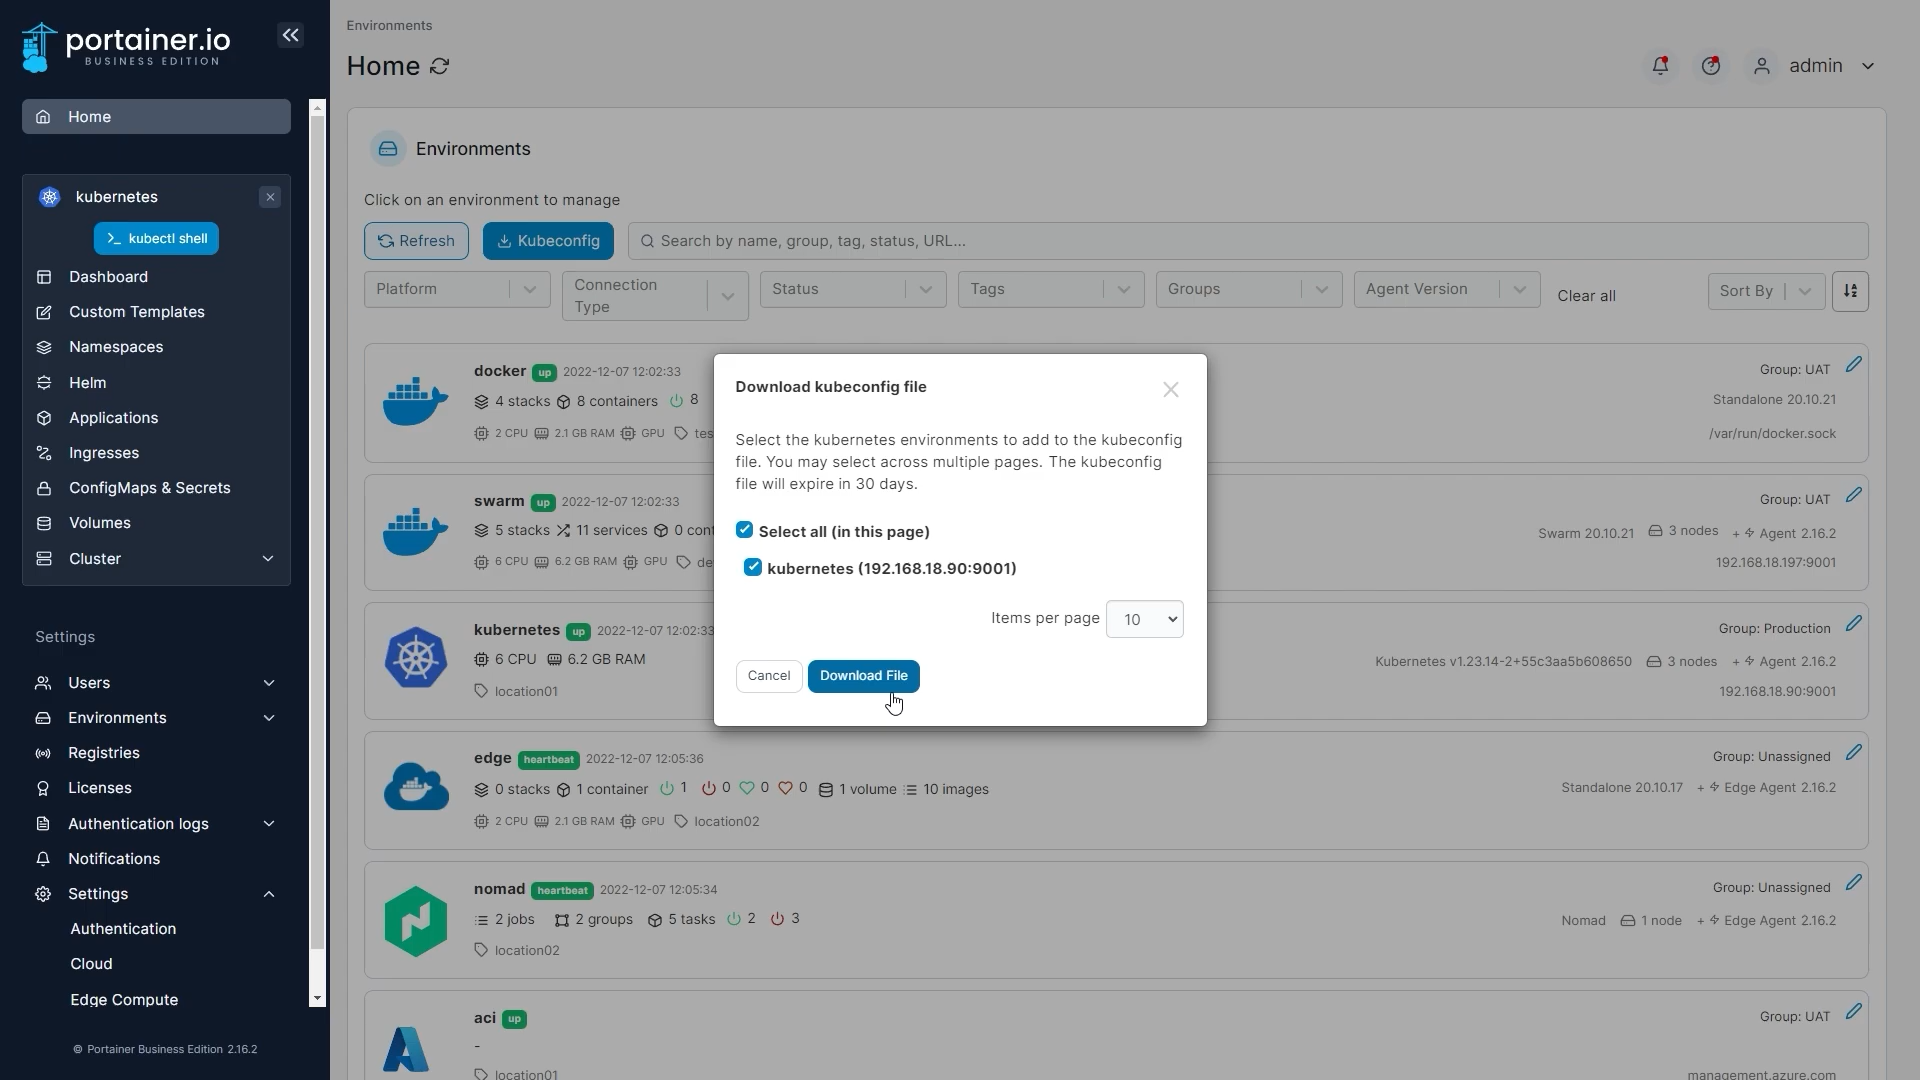 portainer.io
BUSINESS EDITION
Home
kubernetes
kubectl shell
Dashboard
Custom Templates
Namespaces
Helm
Applications
Ingresses
ConfigMaps & Secrets
Volumes
Cluster
Settings
Users
Environments
Registries
Licenses
Authentication logs
Notifications
Settings
Authentication
Cloud
Edge Compute
© Portainer Business Edition 2.16.2
Environments
Home
admin
Environments
Click on an environment to manage
Refresh
Kubeconfig
Search by name, group, tag, status, URL...
Platform
Connection
Type
Status
Tags
Groups
Agent Version
Clear all
Sort By
docker up 2022-12-07 12:02:33
4 stacks 8 containers 8
2 CPU 2.1 GB RAM GPU tes
Group: UAT
Standalone 20.10.21
/var/run/docker.sock
swarm up 2022-12-07 12:02:33
5 stacks 11 services 0 cont
6 CPU 6.2 GB RAM GPU de
Group: UAT
Swarm 20.10.21 3 nodes + Agent 2.16.2
192.168.18.197:9001
kubernetes up 2022-12-07 12:02:33
6 CPU 6.2 GB RAM
location01
Group: Production
Kubernetes v1.23.14-2+55c3aa5b608650 3 nodes + Agent 2.16.2
192.168.18.90:9001
Download kubeconfig file
Select the kubernetes environments to add to the kubeconfig
file. You may select across multiple pages. The kubeconfig
file will expire in 30 days.
Select all (in this page)
kubernetes (192.168.18.90:9001)
Items per page 10
Cancel
Download File
edge heartbeat 2022-12-07 12:05:36
0 stacks 1 container 1 0 0 0 1 volume 10 images
2 CPU 2.1 GB RAM GPU location02
Group: Unassigned
Standalone 20.10.17 + Edge Agent 2.16.2
nomad heartbeat 2022-12-07 12:05:34
2 jobs 2 groups 5 tasks 2 3
location02
Group: Unassigned
Nomad 1 node + Edge Agent 2.16.2
aci up
-
location01
Group: UAT
management.azure.com